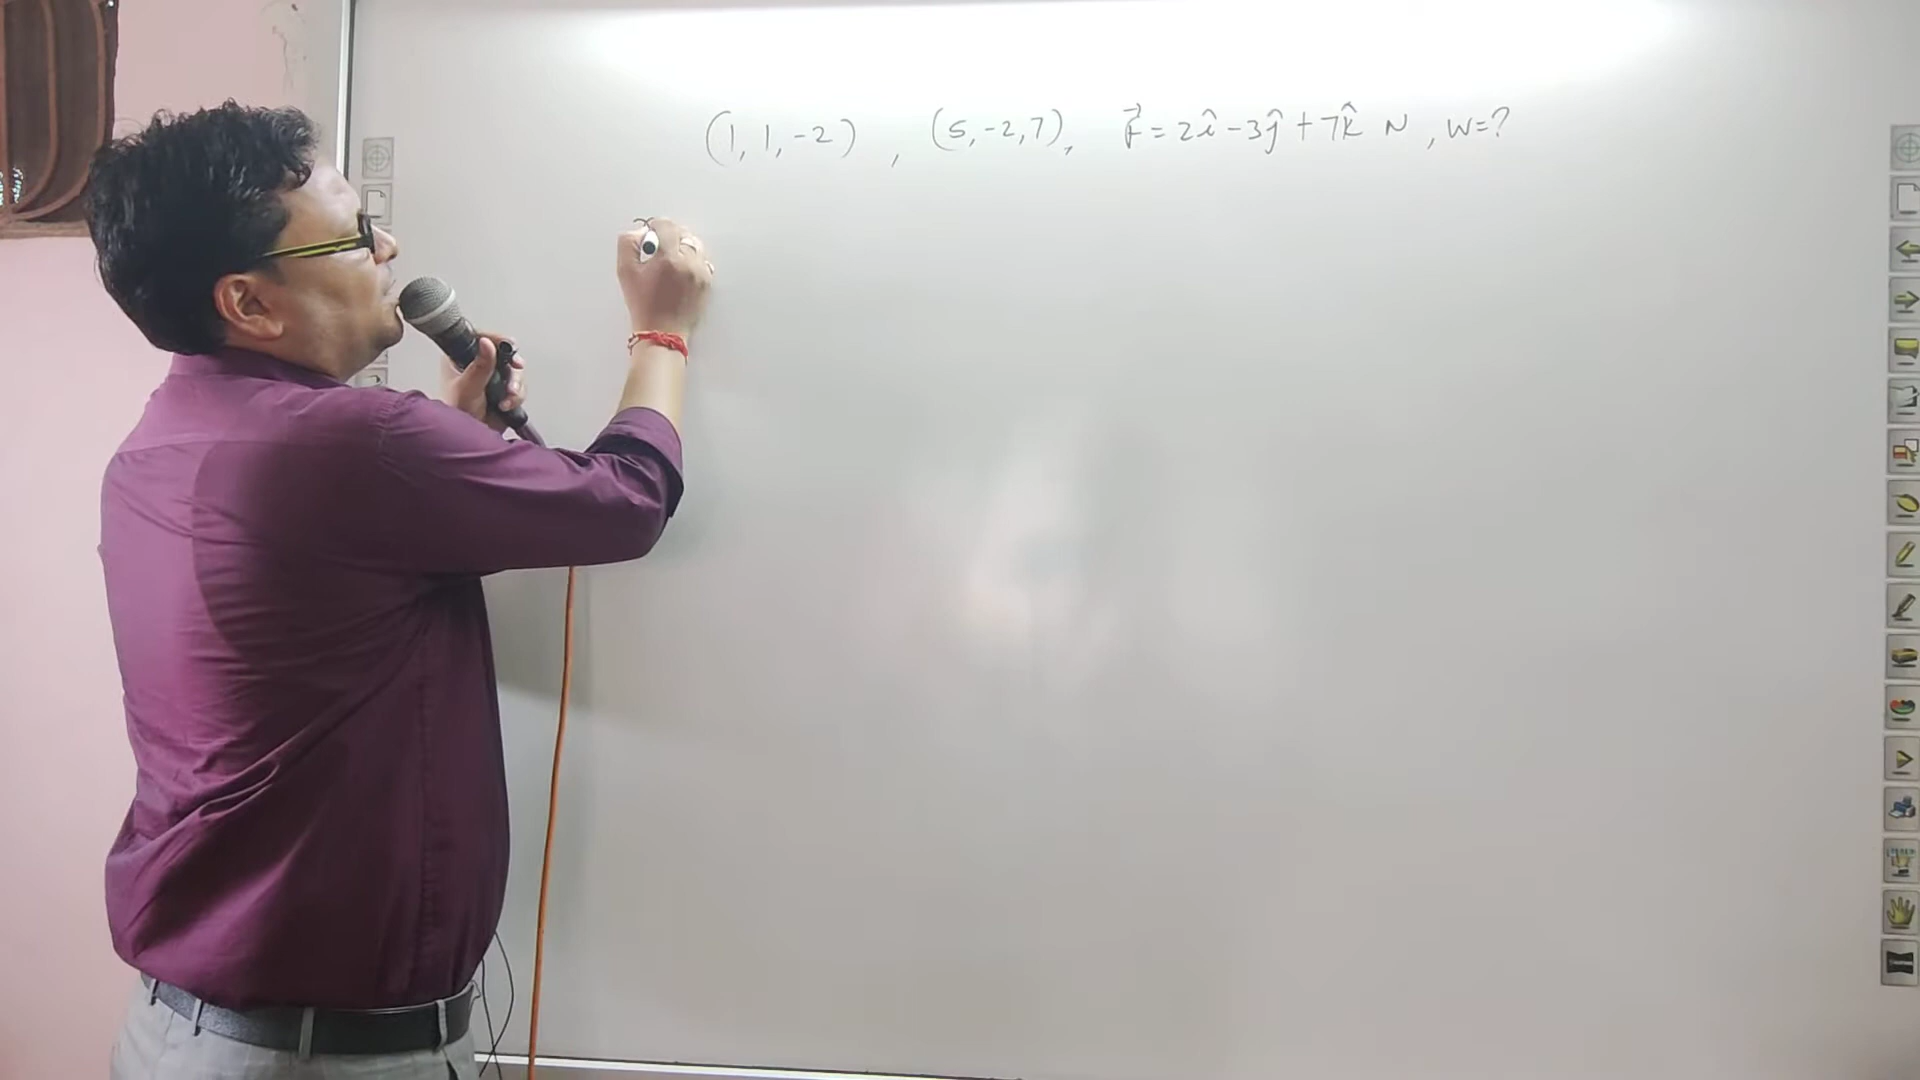 (1, 1, -2) , (5, -2, 7), F⃗ = 2î - 3ĵ + 7k̂ N , W=?